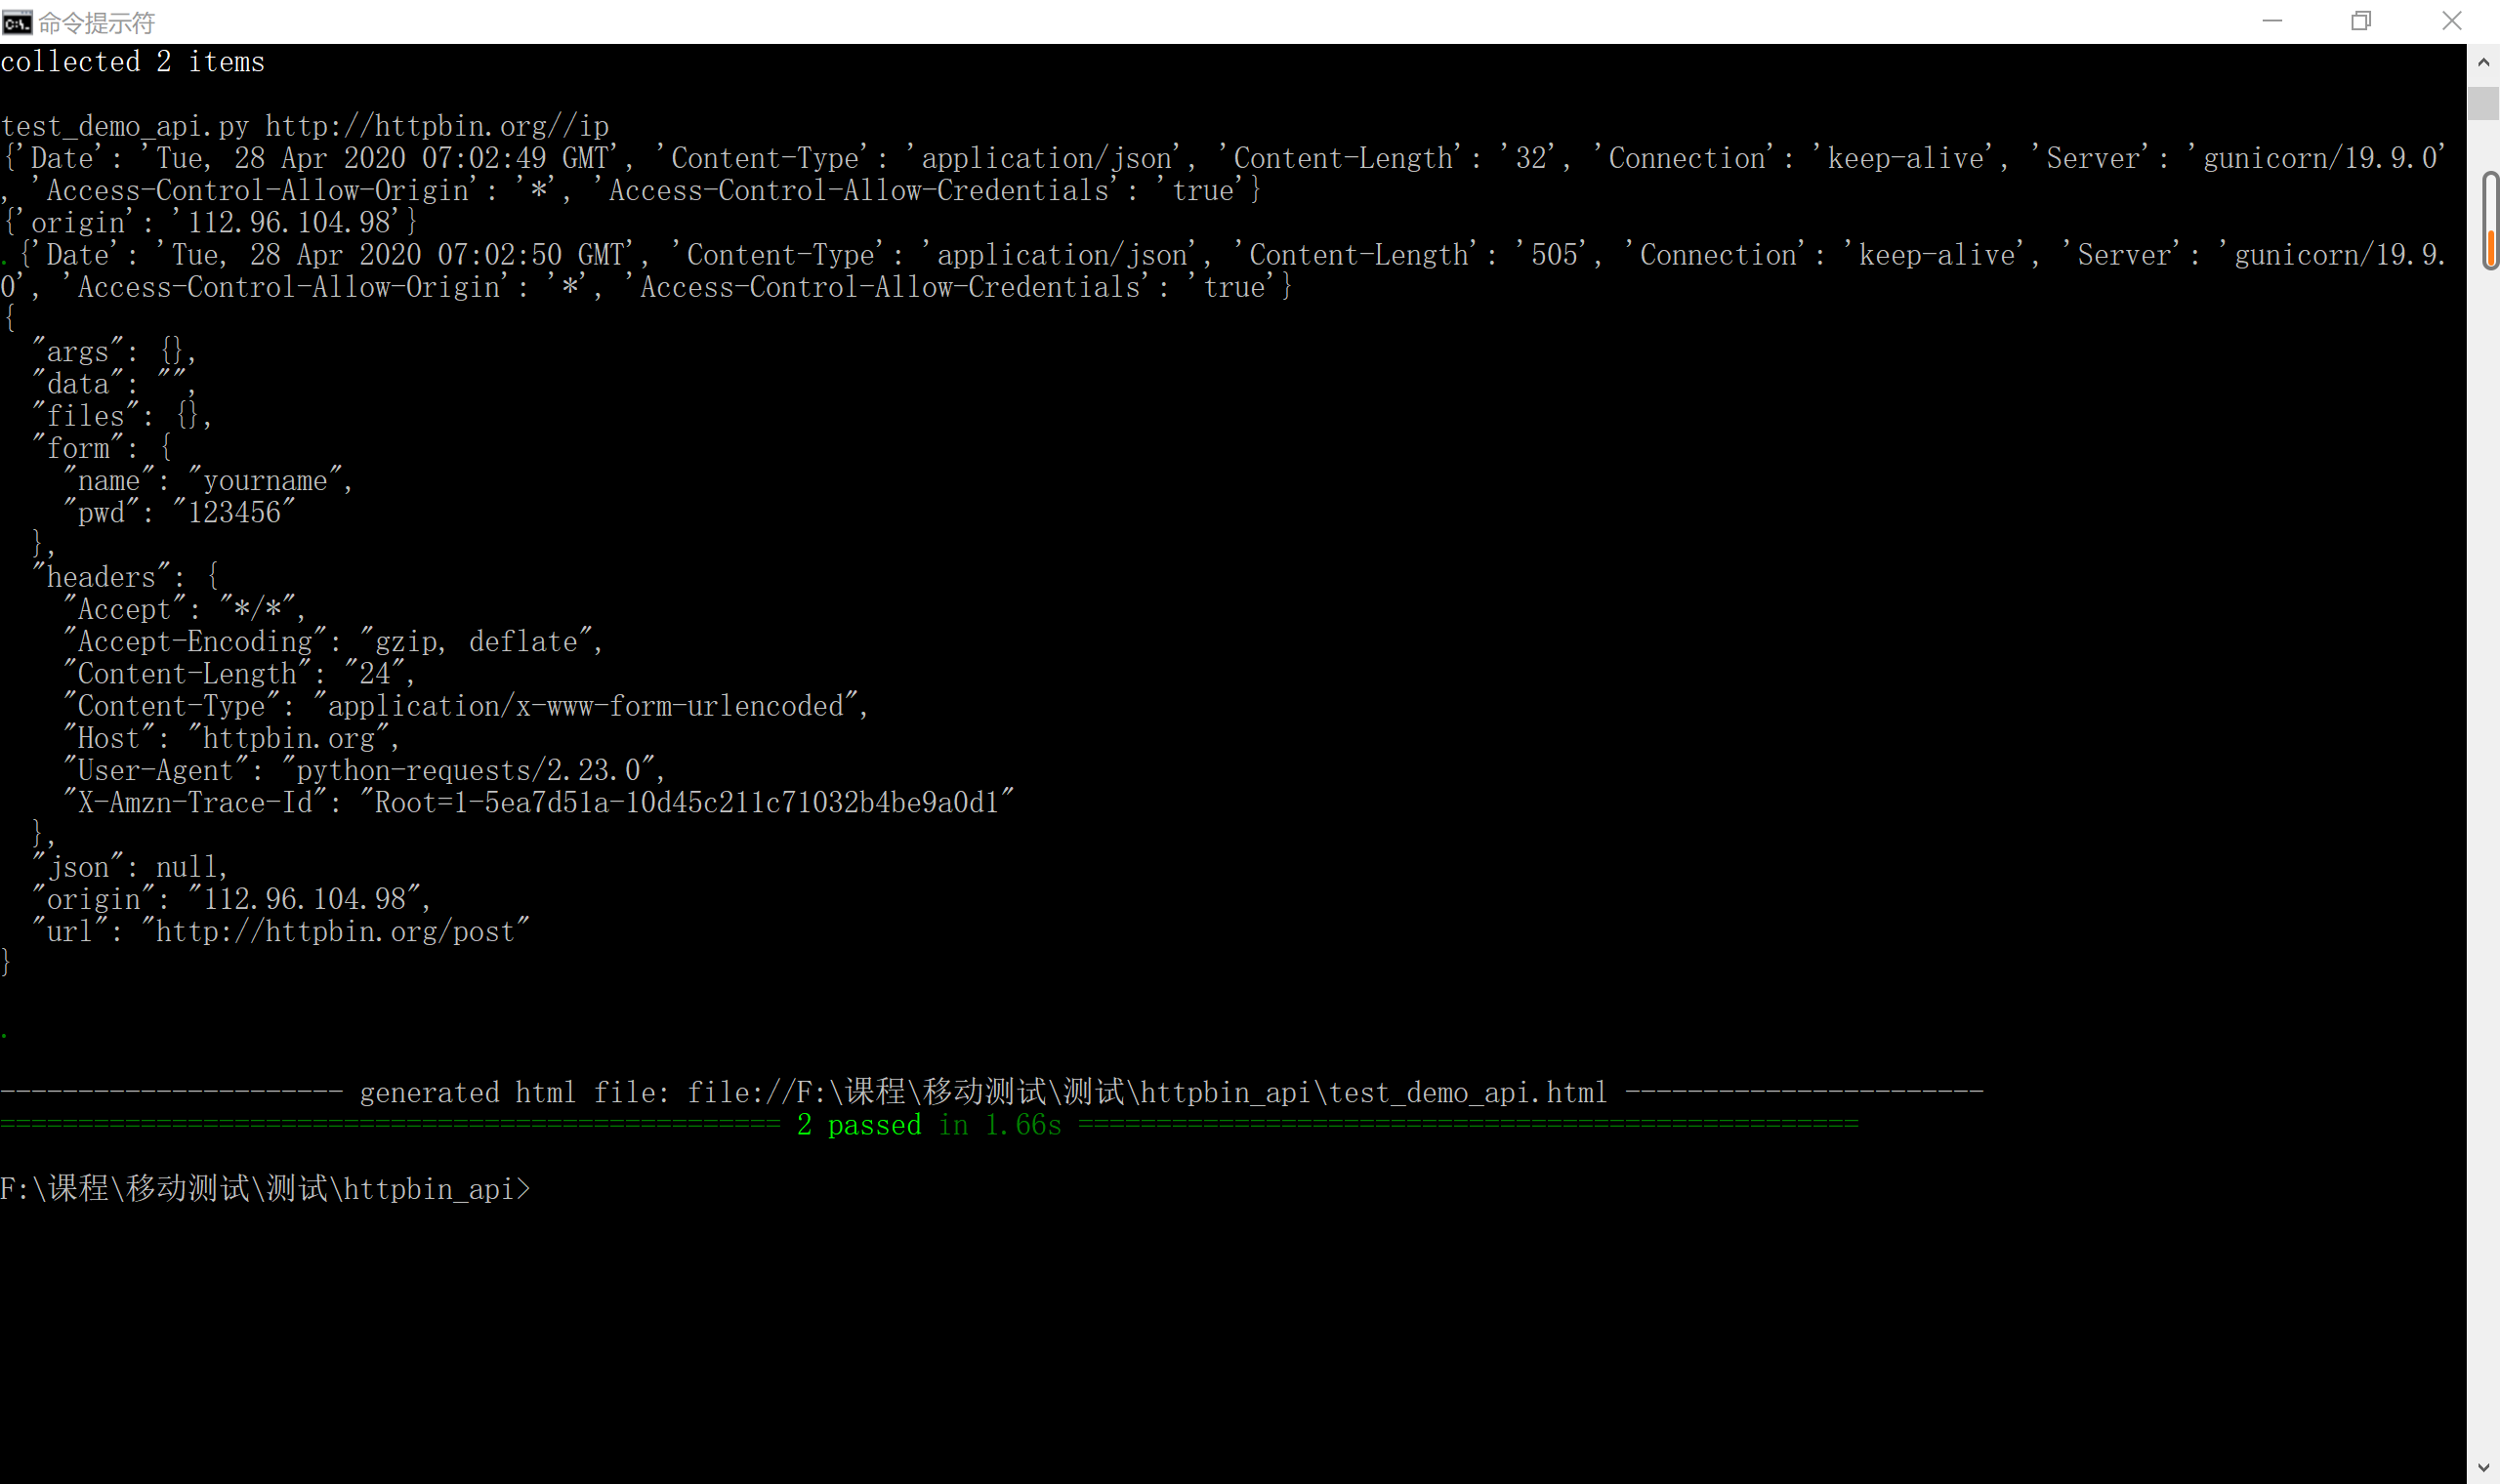 命令提示符
collected 2 items
test_demo_api.py http://httpbin.org//ip
{'Date': 'Tue, 28 Apr 2020 07:02:49 GMT', 'Content-Type': 'application/json', 'Content-Length': '32', 'Connection': 'keep-alive', 'Server': 'gunicorn/19.9.0'
, 'Access-Control-Allow-Origin': '*', 'Access-Control-Allow-Credentials': 'true'}
{'origin': '112.96.104.98'}
.{'Date': 'Tue, 28 Apr 2020 07:02:50 GMT', 'Content-Type': 'application/json', 'Content-Length': '505', 'Connection': 'keep-alive', 'Server': 'gunicorn/19.9.
0', 'Access-Control-Allow-Origin': '*', 'Access-Control-Allow-Credentials': 'true'}
{
  "args": {},
  "data": "",
  "files": {},
  "form": {
    "name": "yourname",
    "pwd": "123456"
  },
  "headers": {
    "Accept": "*/*",
    "Accept-Encoding": "gzip, deflate",
    "Content-Length": "24",
    "Content-Type": "application/x-www-form-urlencoded",
    "Host": "httpbin.org",
    "User-Agent": "python-requests/2.23.0",
    "X-Amzn-Trace-Id": "Root=1-5ea7d51a-10d45c211c71032b4be9a0d1"
  },
  "json": null,
  "origin": "112.96.104.98",
  "url": "http://httpbin.org/post"
}
.
---------------------- generated html file: file://F:\课程\移动测试\测试\httpbin_api\test_demo_api.html -----------------------
================================================== 2 passed in 1.66s ==================================================
F:\课程\移动测试\测试\httpbin_api>